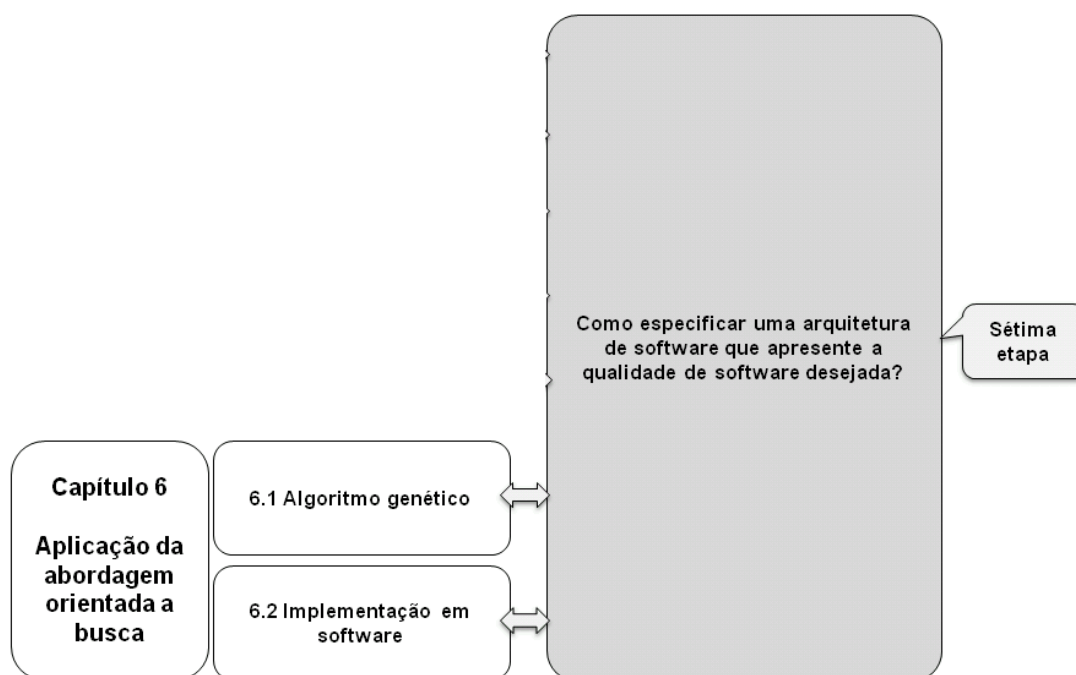 Como especificar uma arquitetura
de software que apresente a
qualidade de software desejada?
Sétima
etapa
Capítulo 6
Aplicação da
abordagem
orientada a
busca
6.1 Algoritmo genético
6.2 Implementação em
software